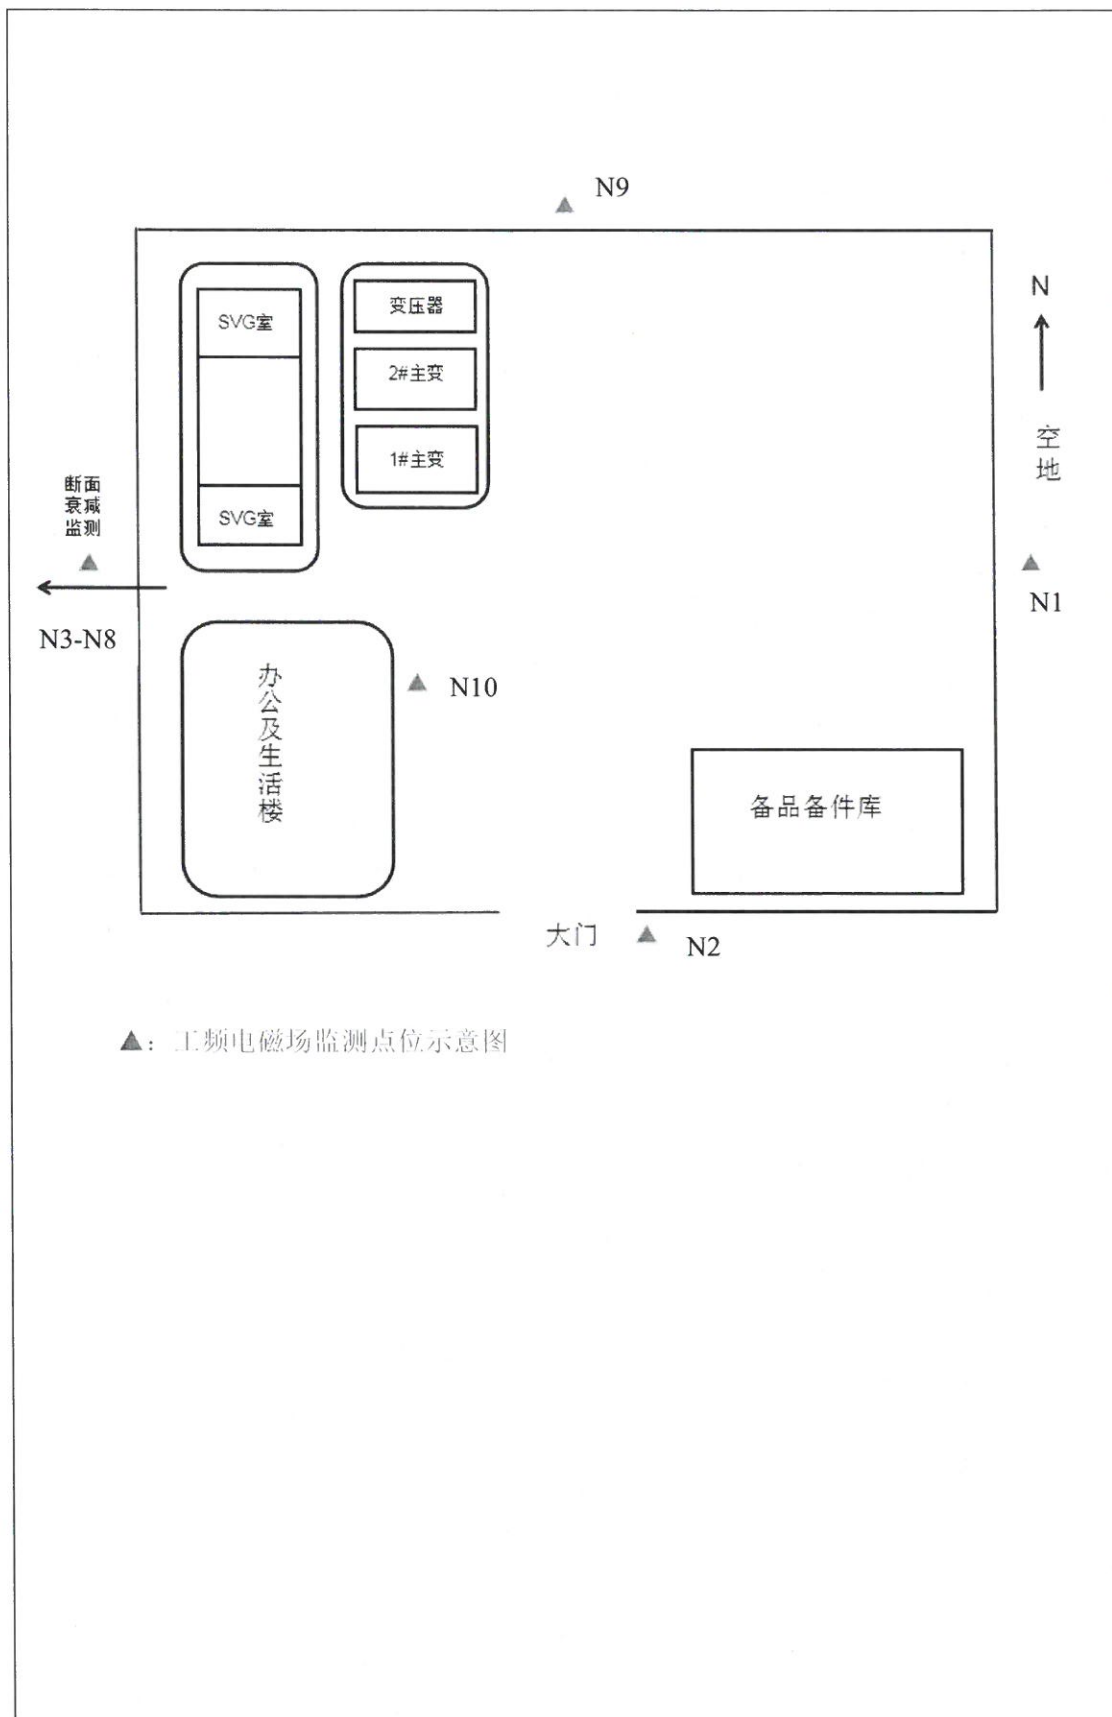 N9
N
SVG室
变压器
2#主变
1#主变
SVG室
空地
断面
衰减
监测
N1
N3-N8
办公及生活楼
N10
备品备件库
大门
N2
▲：工频电磁场监测点位示意图